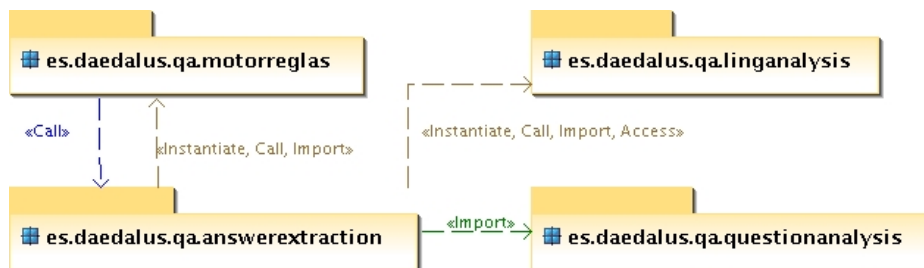 es.daedalus.qa.motorreglas
es.daedalus.qa.linganalysis
«Call»
«Instantiate, Call, Import»
«Instantiate, Call, Import, Access»
es.daedalus.qa.answerextraction
«Import»
es.daedalus.qa.questionanalysis